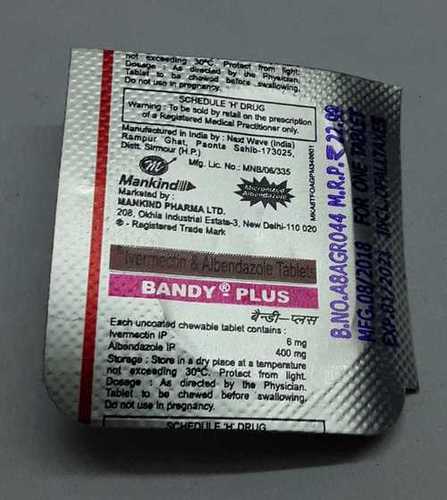 not exceeding 30°C. Protect from light.
Dosage : As directed by the Physician.
Tablet to be chewed before swallowing.
Do not use in pregnancy.
SCHEDULE 'H' DRUG
Warning : To be sold by retail on the prescription
of a Registered Medical Practitioner only.
Manufactured in India by : Next Wave (India)
Rampur Ghat, Paonta Sahib-173025,
Distt. Sirmour (H.P.)
Mfg. Lic. No.: MNB/06/335
Mankind
Micronized
Albendazole
Marketed by :
MANKIND PHARMA LTD.
208, Okhla Industrial Estate-3, New Delhi-110 020
® - Registered Trade Mark
Ivermectin & Albendazole Tablets
BANDY®-PLUS
बैन्डी-प्लस
Each uncoated chewable tablet contains :
Ivermectin IP 6 mg
Albendazole IP 400 mg
Storage : Store in a dry place at a temperature
not exceeding 30°C. Protect from light.
Dosage : As directed by the Physician.
Tablet to be chewed before swallowing.
Do not use in pregnancy.
SCHEDULE 'H' DRUG
B.NO.A8AGR044 M.R.P.₹ 22.00
MFG.08/2018 FOR ONE TABLET